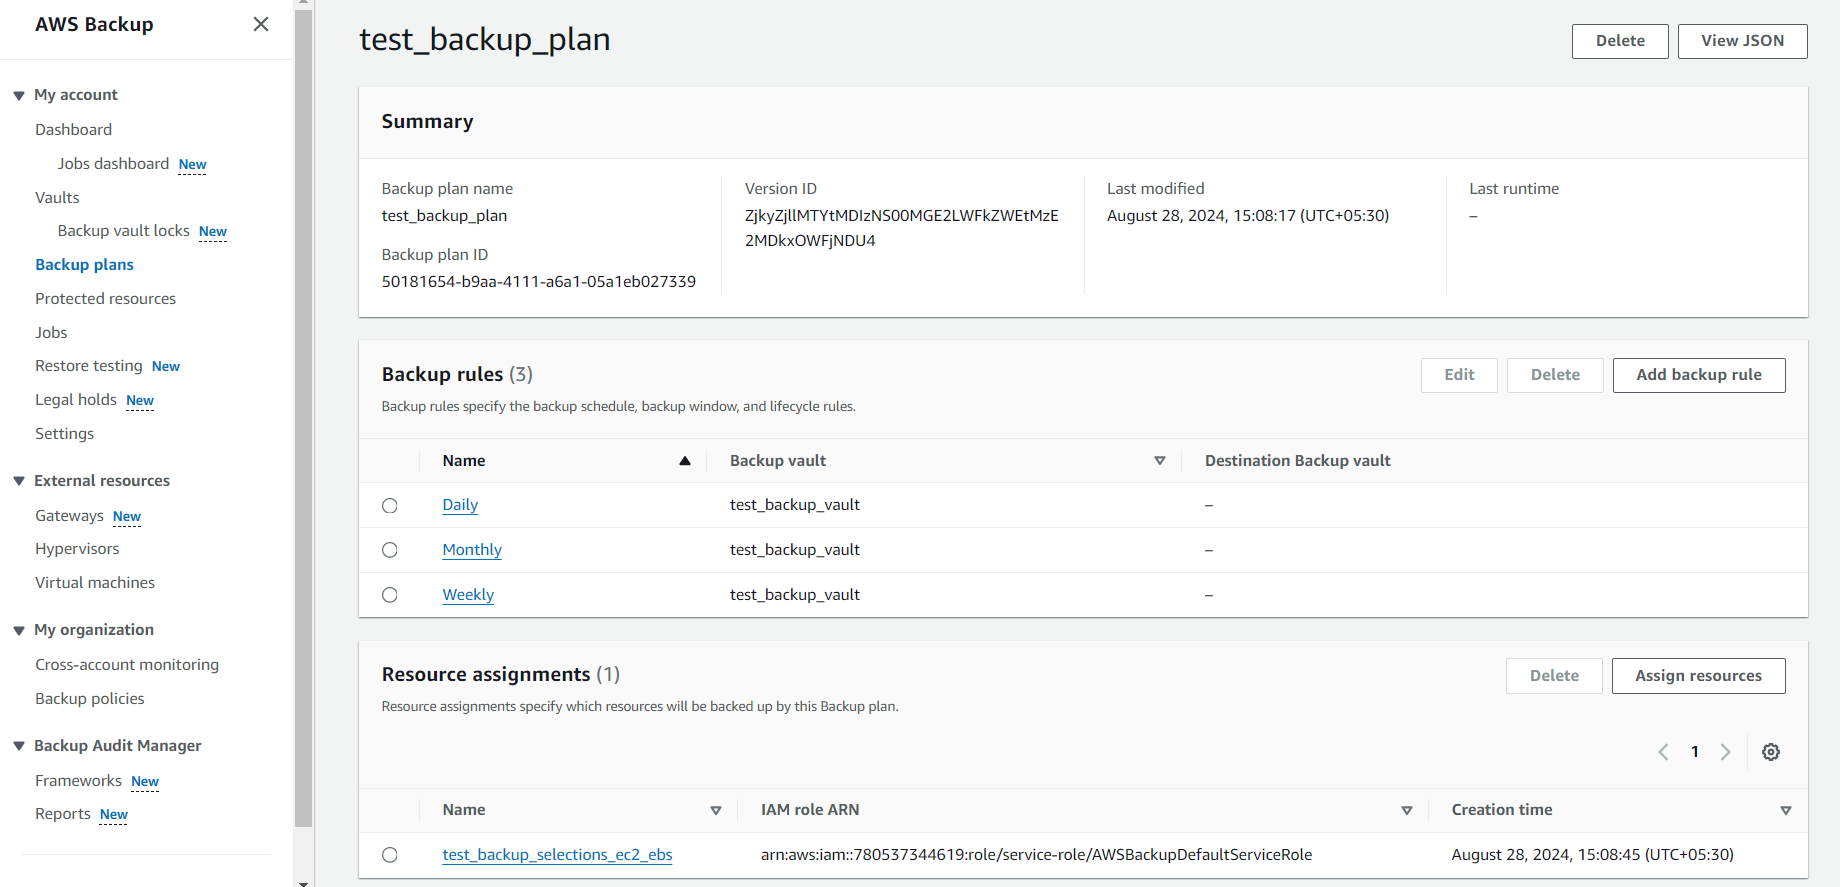 AWS Backup
My account
Dashboard
Jobs dashboard New
Vaults
Backup vault locks New
Backup plans
Protected resources
Jobs
Restore testing New
Legal holds New
Settings
External resources
Gateways New
Hypervisors
Virtual machines
My organization
Cross-account monitoring
Backup policies
Backup Audit Manager
Frameworks New
Reports New
test_backup_plan
Delete View JSON
Summary
Backup plan name
test_backup_plan
Backup plan ID
50181654-b9aa-4111-a6a1-05a1eb027339
Version ID
ZjkyZjllMTYtMDIzNS00MGE2LWFkZWEtMzE
2MDkxOWFjNDU4
Last modified
August 28, 2024, 15:08:17 (UTC+05:30)
Last runtime
–
Backup rules (3)
Edit Delete Add backup rule
Backup rules specify the backup schedule, backup window, and lifecycle rules.
Name Backup vault Destination Backup vault
Daily test_backup_vault –
Monthly test_backup_vault –
Weekly test_backup_vault –
Resource assignments (1)
Delete Assign resources
Resource assignments specify which resources will be backed up by this Backup plan.
1
Name IAM role ARN Creation time
test_backup_selections_ec2_ebs arn:aws:iam::780537344619:role/service-role/AWSBackupDefaultServiceRole August 28, 2024, 15:08:45 (UTC+05:30)